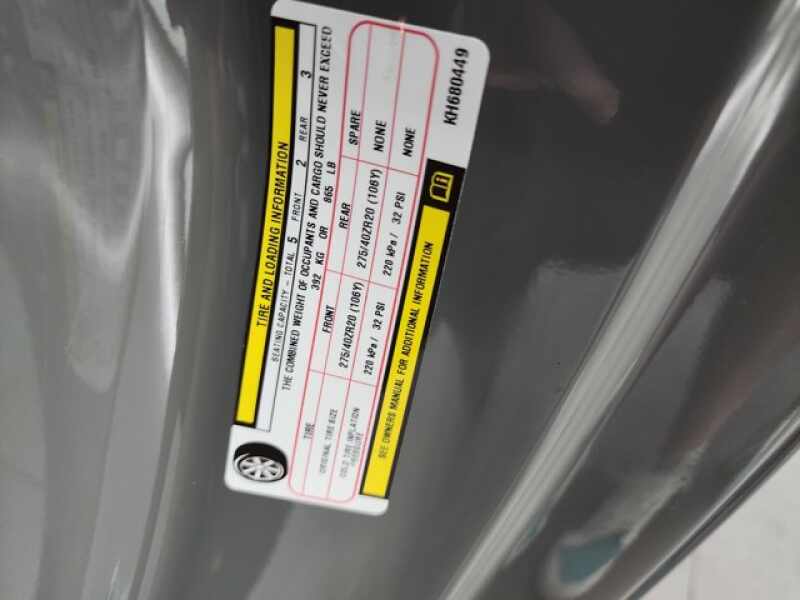 TIRE AND LOADING INFORMATION
SEATING CAPACITY - TOTAL 5 FRONT 2 REAR 3
THE COMBINED WEIGHT OF OCCUPANTS AND CARGO SHOULD NEVER EXCEED
392 KG OR 865 LB
TIRE FRONT REAR SPARE
ORIGINAL TIRE SIZE 275/40ZR20 (106Y) 275/40ZR20 (106Y) NONE
COLD TIRE INFLATION PRESSURE 220 kPa / 32 PSI 220 kPa / 32 PSI NONE
SEE OWNERS MANUAL FOR ADDITIONAL INFORMATION
KH680449